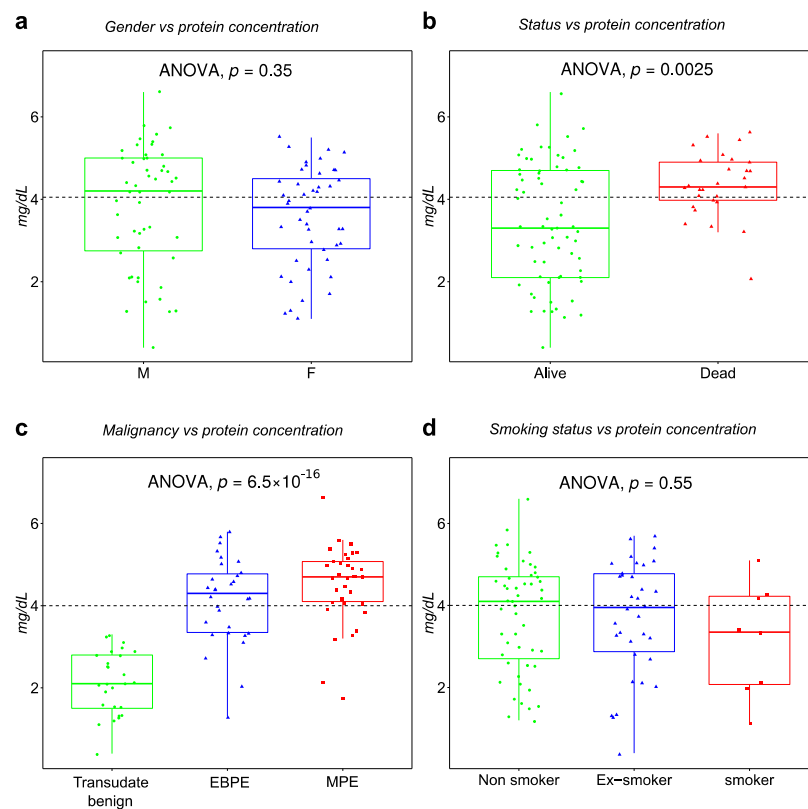 a
Gender vs protein concentration
ANOVA, p = 0.35
6
4
2
mg/dL
M F
b
Status vs protein concentration
ANOVA, p = 0.0025
6
4
2
mg/dL
Alive Dead
c
Malignancy vs protein concentration
ANOVA, p = 6.5×10⁻¹⁶
6
4
2
mg/dL
Transudate benign EBPE MPE
d
Smoking status vs protein concentration
ANOVA, p = 0.55
6
4
2
mg/dL
Non smoker Ex−smoker smoker